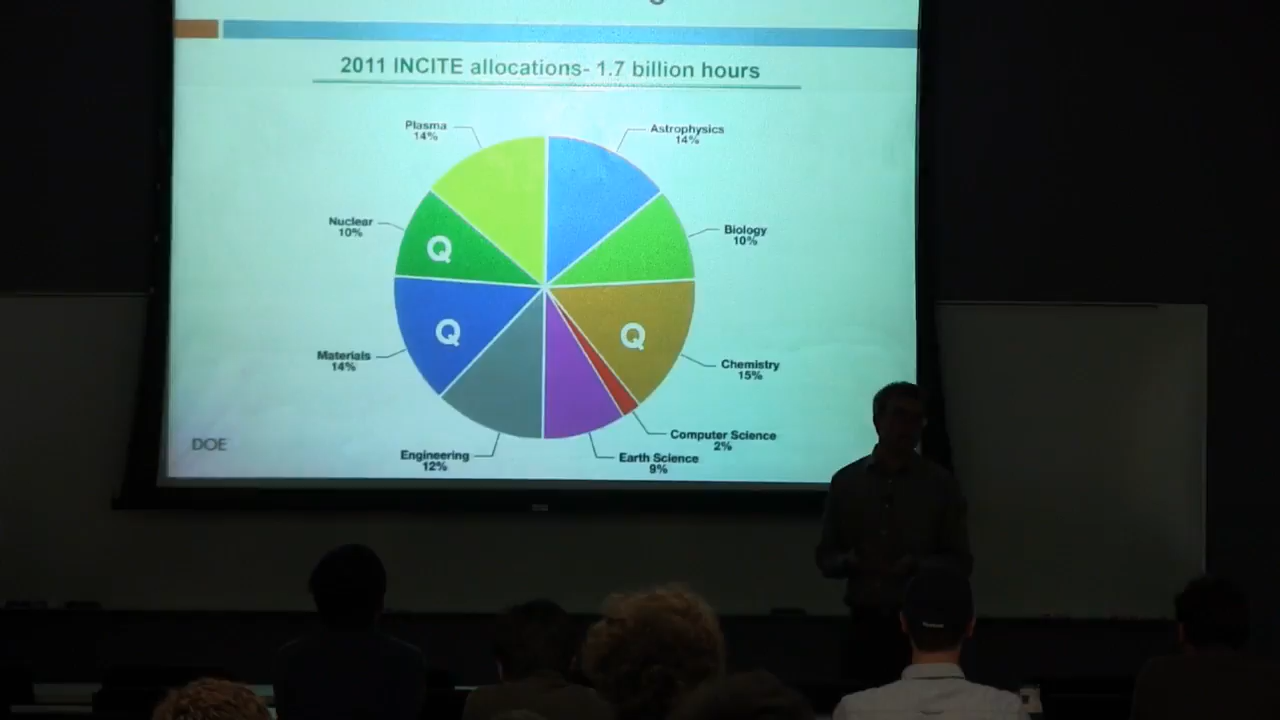 2011 INCITE allocations- 1.7 billion hours
Plasma
14%
Astrophysics
14%
Nuclear
10%
Q
Biology
10%
Materials
14%
Q
Q
Chemistry
15%
Computer Science
2%
Engineering
12%
Earth Science
9%
DOE